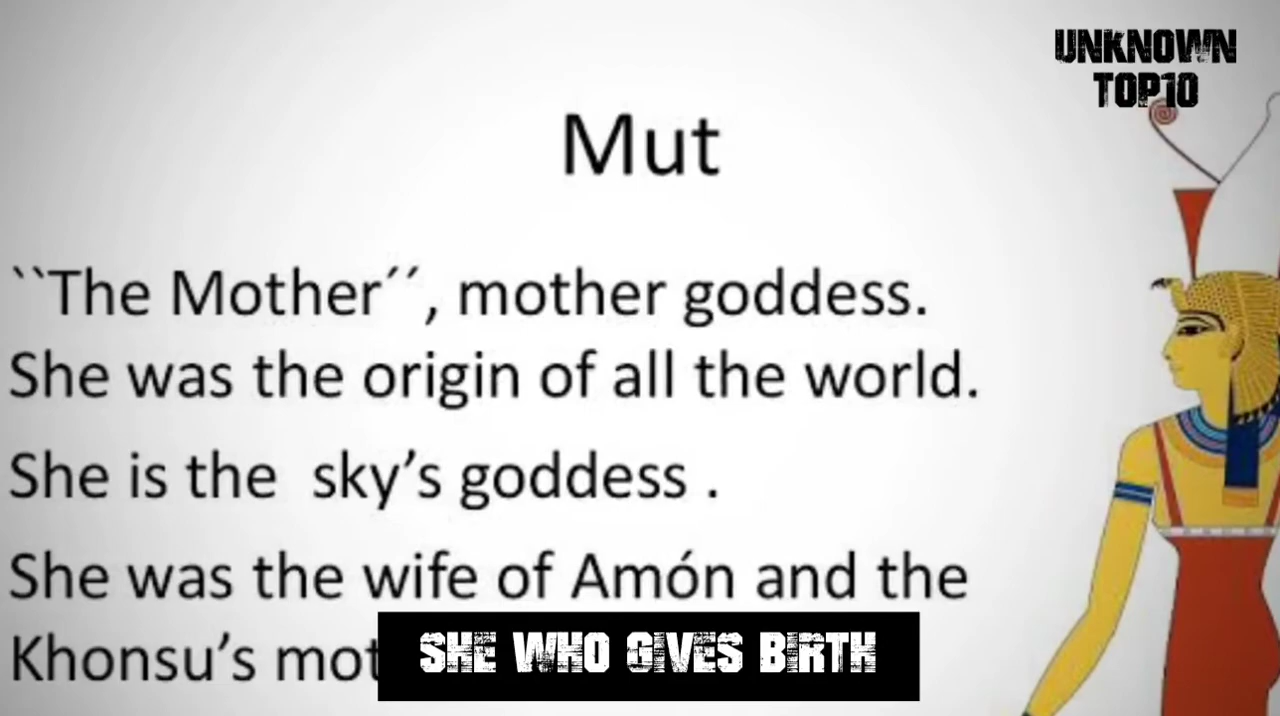 UNKNOWN
TOP10
Mut
``The Mother´´, mother goddess.
She was the origin of all the world.
She is the  sky’s goddess .
She was the wife of Amón and the
Khonsu’s
SHE WHO GIVES BIRTH